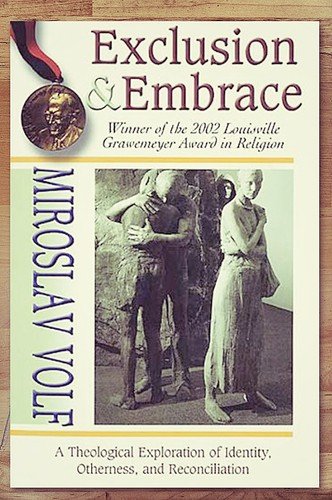 Exclusion
& Embrace
Winner of the 2002 Louisville
Grawemeyer Award in Religion
MIROSLAV VOLF
A Theological Exploration of Identity,
Otherness, and Reconciliation